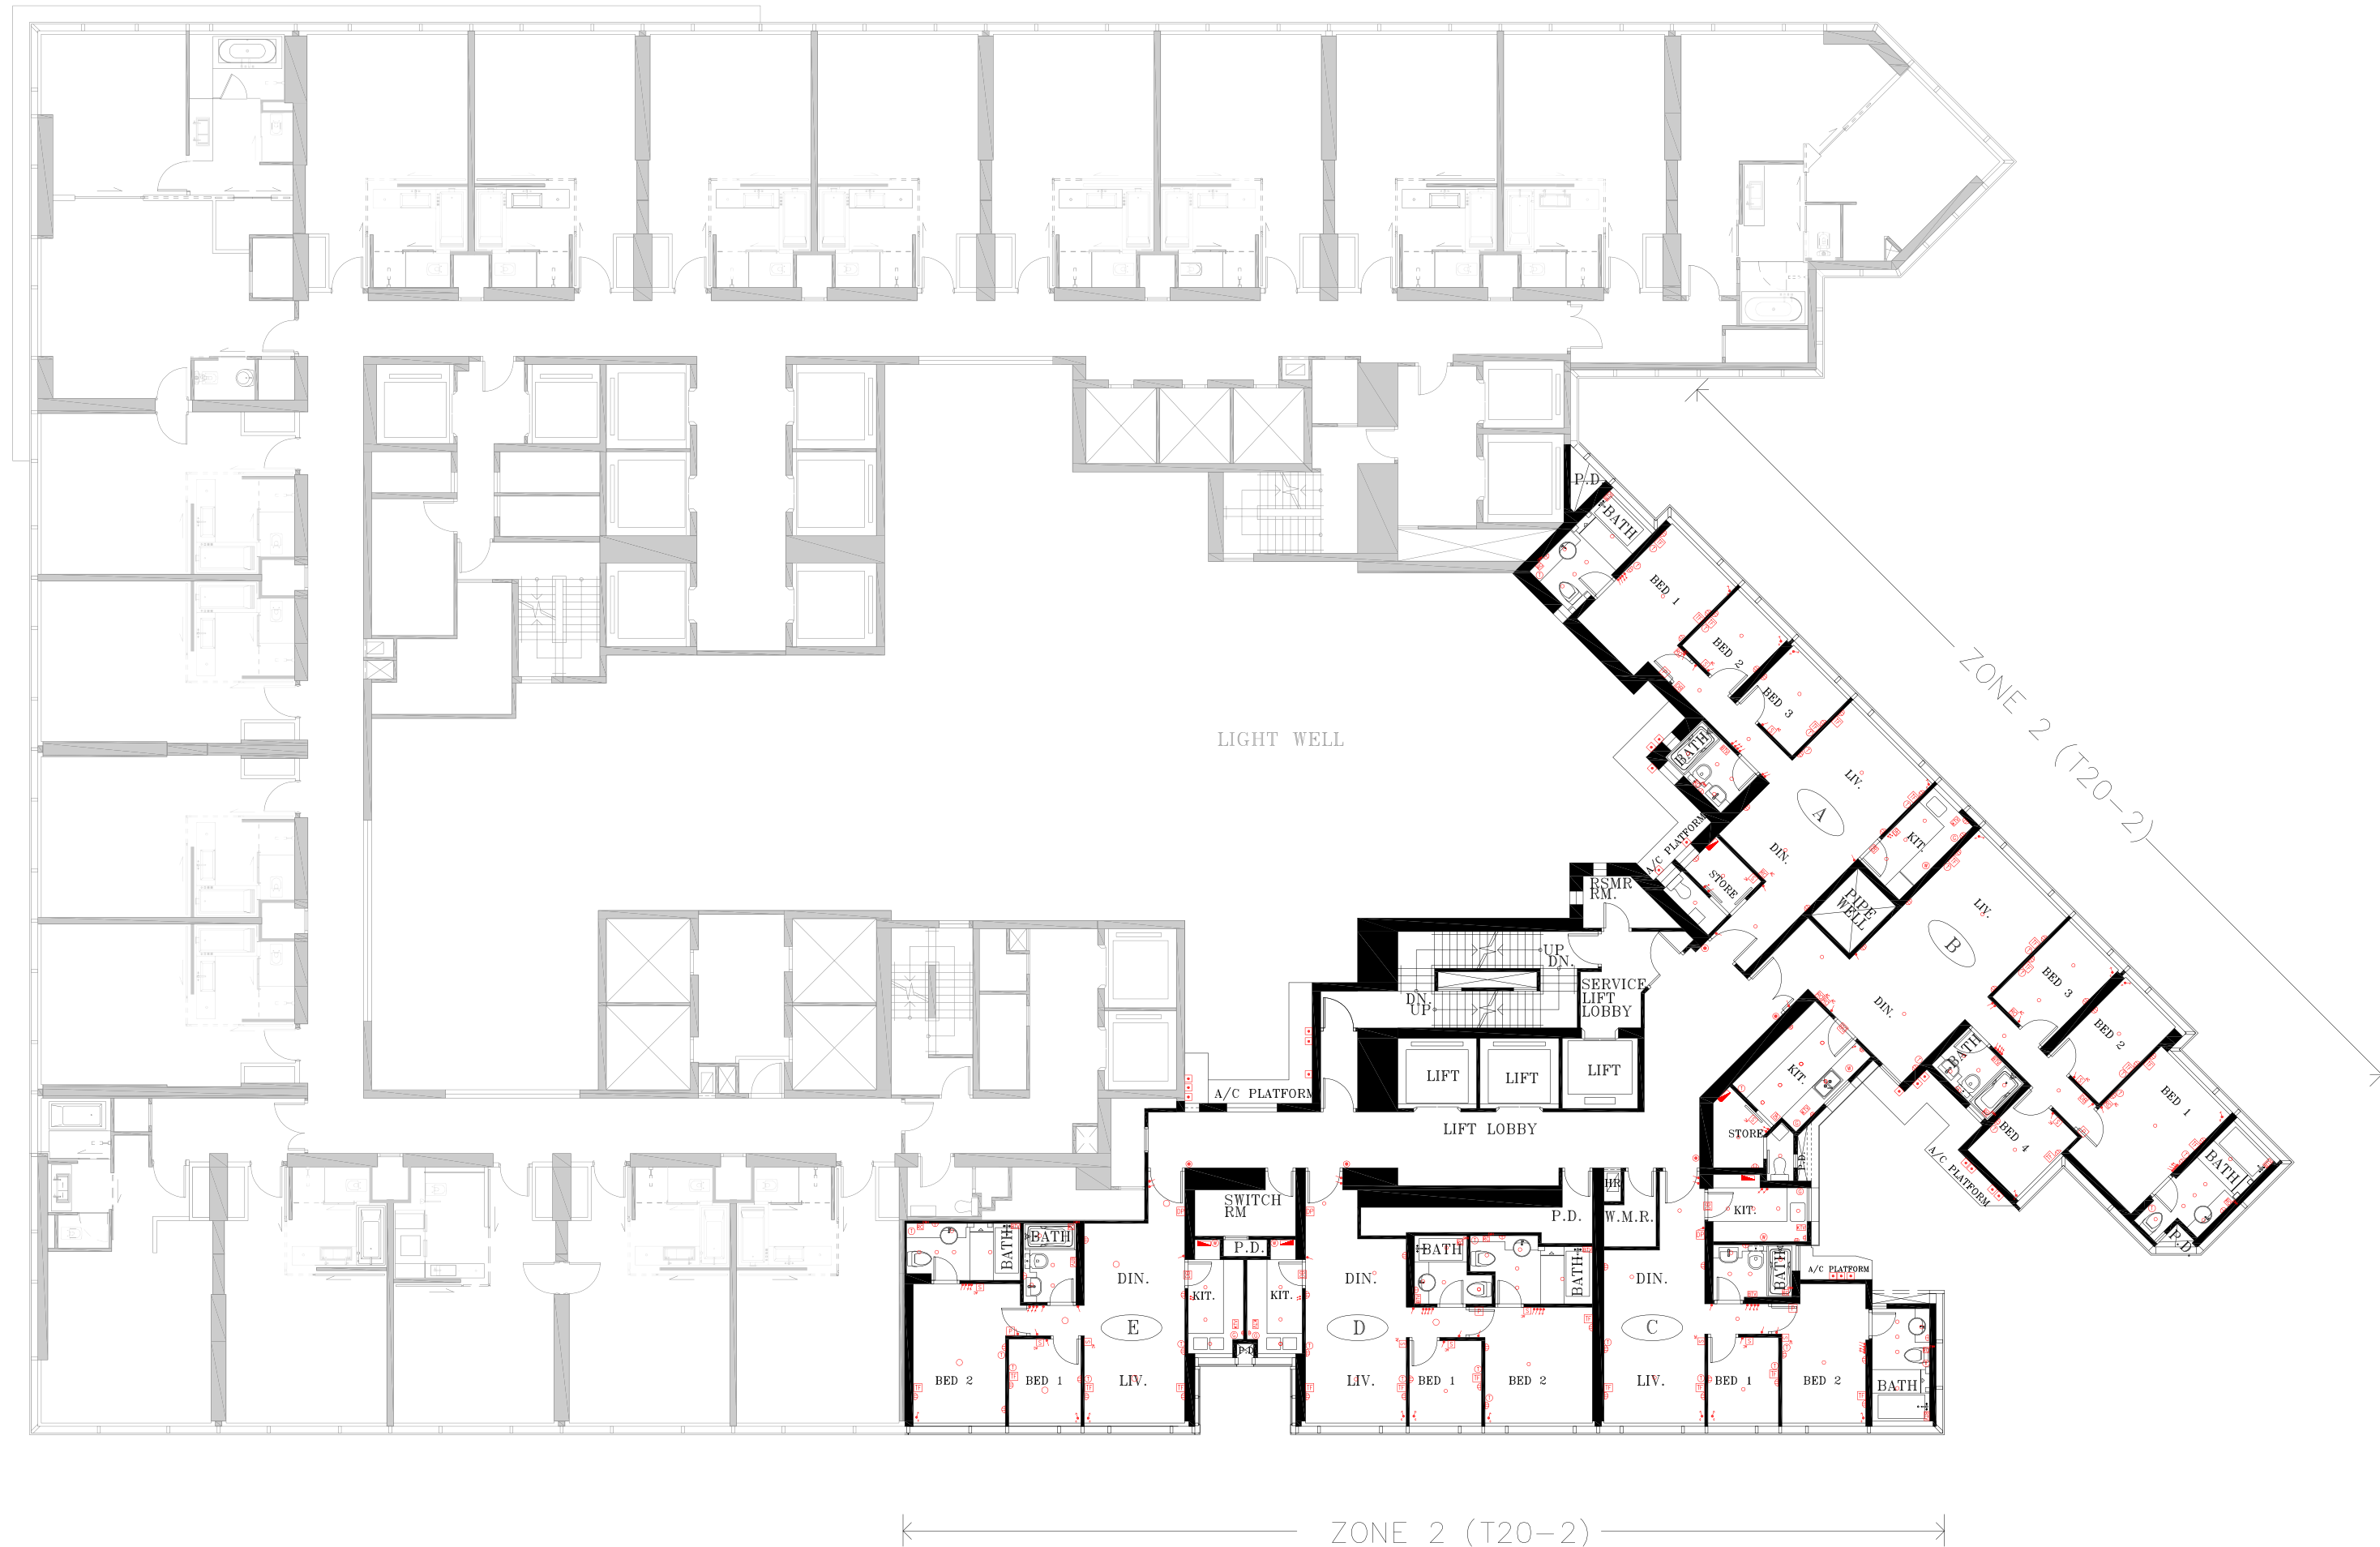 P.D
BATH
BED 1
BED 2
BED 3
ZONE 2 (T20-2)
LIGHT WELL
BATH
LIV.
A
DIN.
KIT.
A/C PLATFORM
STORE
RSMR
RM.
PIPE
WELL
LIV.
B
DIN.
BED 3
BED 2
BED 1
BATH
BED 4
BATH
P.D
A/C PLATFORM
KIT.
STORE
P.D
UP
DN.
DN.
UP
SERVICE
LIFT
LOBBY
LIFT
LIFT
LIFT
A/C PLATFORM
LIFT LOBBY
SWITCH
RM
P.D.
HR
W.M.R.
KIT.
BATH
BATH
P.D.
BATH
BATH
BATH
A/C PLATFORM
DIN.
KIT.
KIT.
DIN.
DIN.
E
D
C
P.D
BED 2
BED 1
LIV.
LIV.
BED 1
BED 2
LIV.
BED 1
BED 2
BATH
ZONE 2 (T20-2)